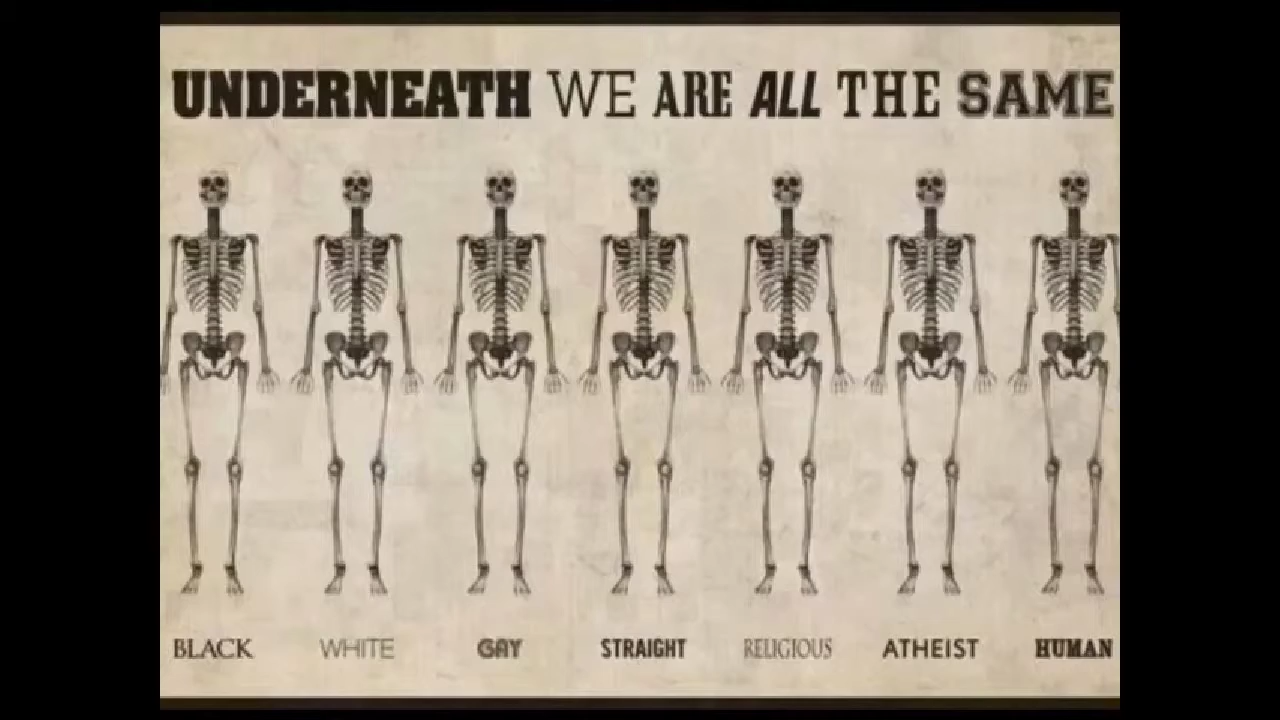 UNDERNEATH WE ARE ALL THE SAME
BLACK WHITE GAY STRAIGHT RELIGIOUS ATHEIST HUMAN